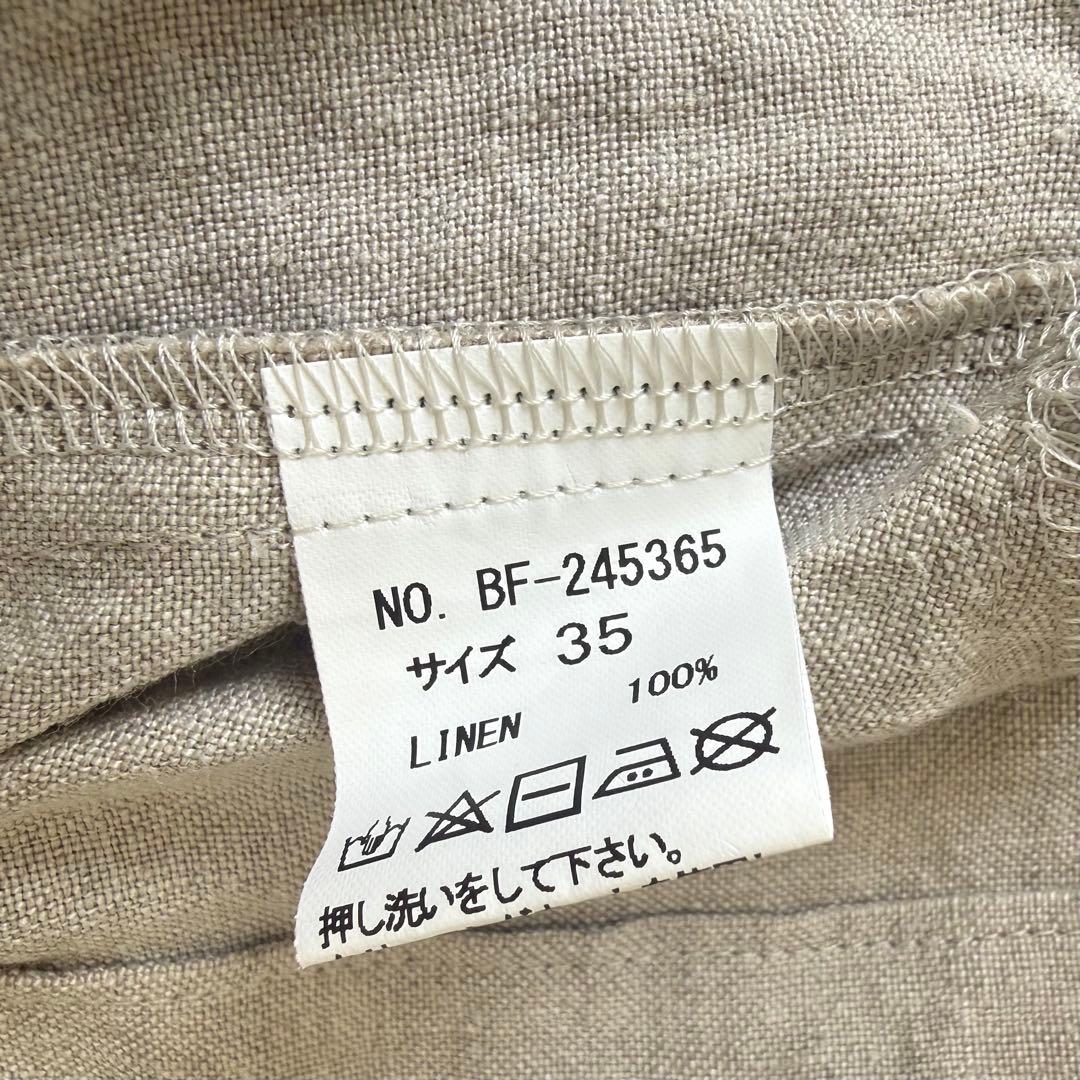 NO. BF-245365
サイズ 35
LINEN 100%
押し洗いをして下さい。